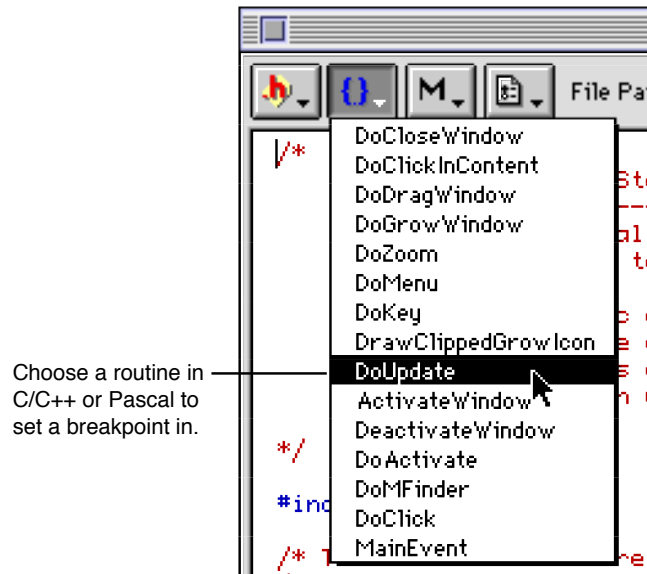 .h {} M File Pa
/*
DoCloseWindow
DoClickInContent
DoDragWindow
DoGrowWindow
DoZoom
DoMenu
DoKey
DrawClippedGrowIcon
DoUpdate
ActivateWindow
DeactivateWindow
DoActivate
DoMFinder
DoClick
MainEvent
Choose a routine in
C/C++ or Pascal to
set a breakpoint in.
*/
#inc
/*